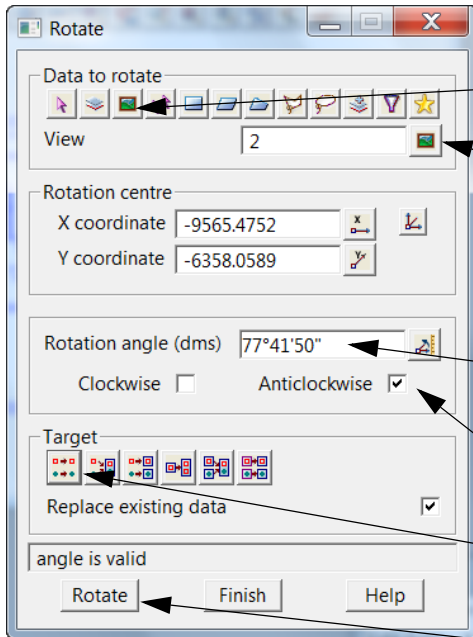 Rotate
Data to rotate
View 2
Rotation centre
X coordinate -9565.4752 x
Y coordinate -6358.0589 y
Rotation angle (dms) 77°41'50"
Clockwise Anticlockwise
Target
Replace existing data
angle is valid
Rotate Finish Help